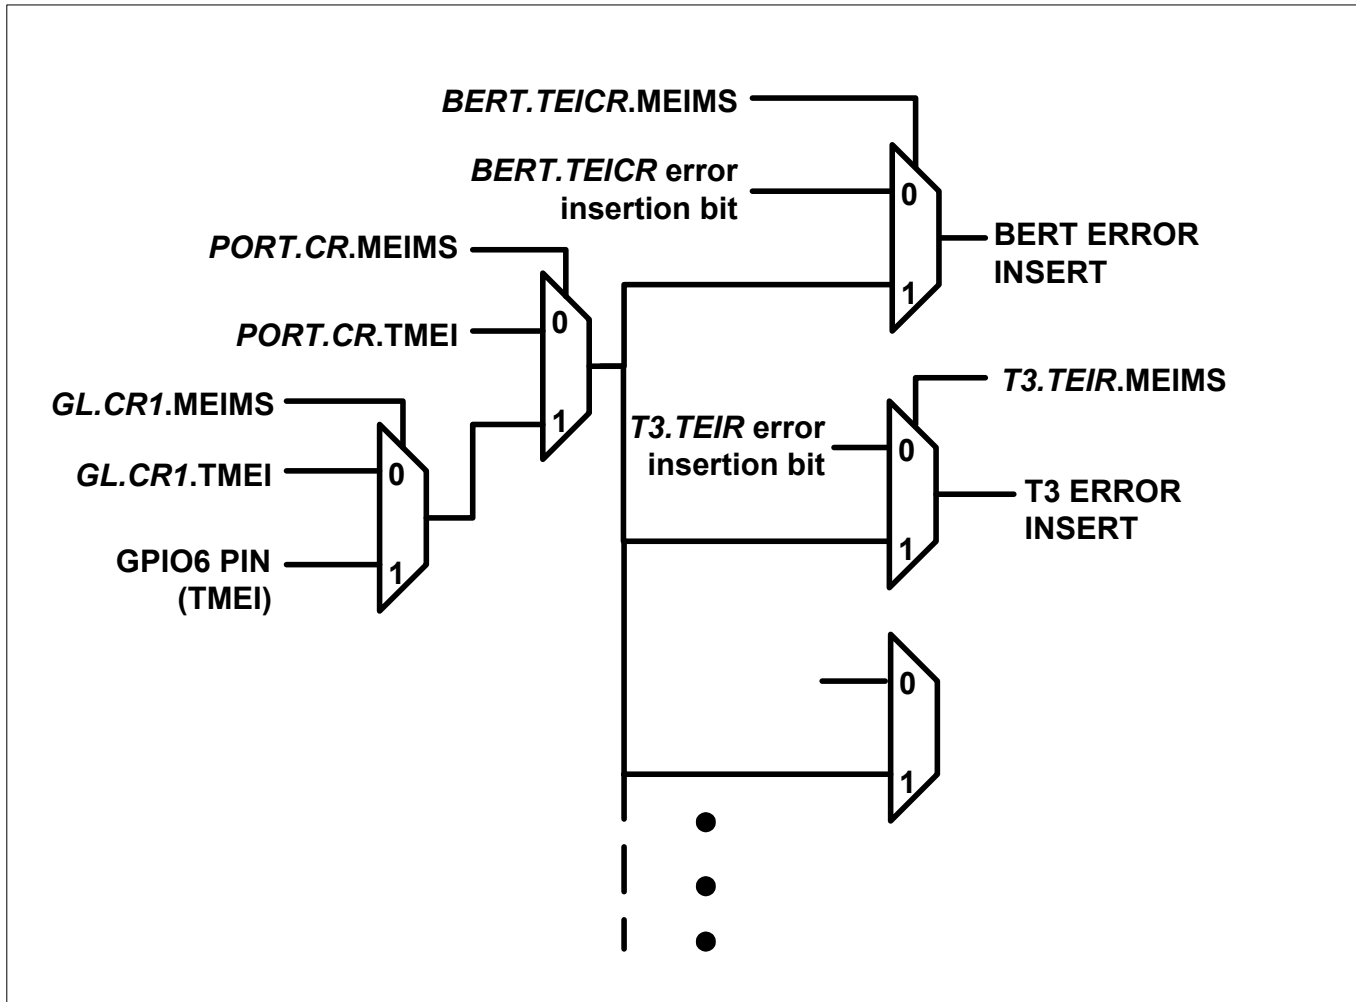 BERT.TEICR.MEIMS
BERT.TEICR error
insertion bit
0
1
BERT ERROR
INSERT
PORT.CR.MEIMS
PORT.CR.TMEI
0
1
GL.CR1.MEIMS
GL.CR1.TMEI
GPIO6 PIN
(TMEI)
0
1
T3.TEIR.MEIMS
T3.TEIR error
insertion bit
0
1
T3 ERROR
INSERT
0
1